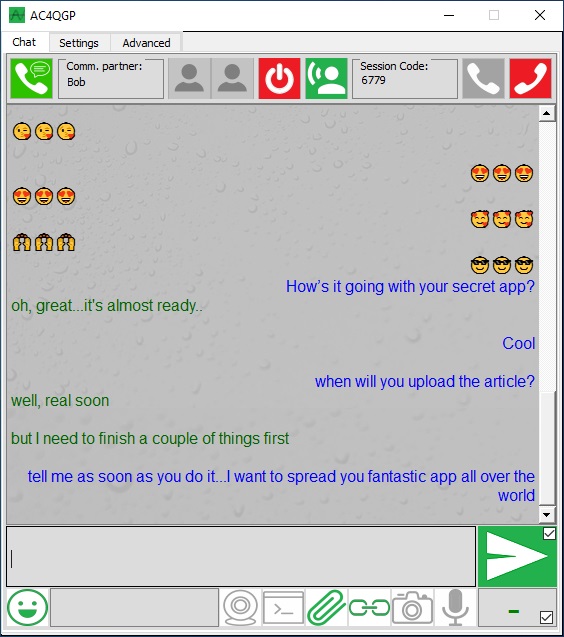 AC4QGP
Chat
Settings
Advanced
Comm. partner:
Bob
Session Code:
6779
How's it going with your secret app?
oh, great...it's almost ready..
Cool
when will you upload the article?
well, real soon
but I need to finish a couple of things first
tell me as soon as you do it...I want to spread you fantastic app all over the
world
-